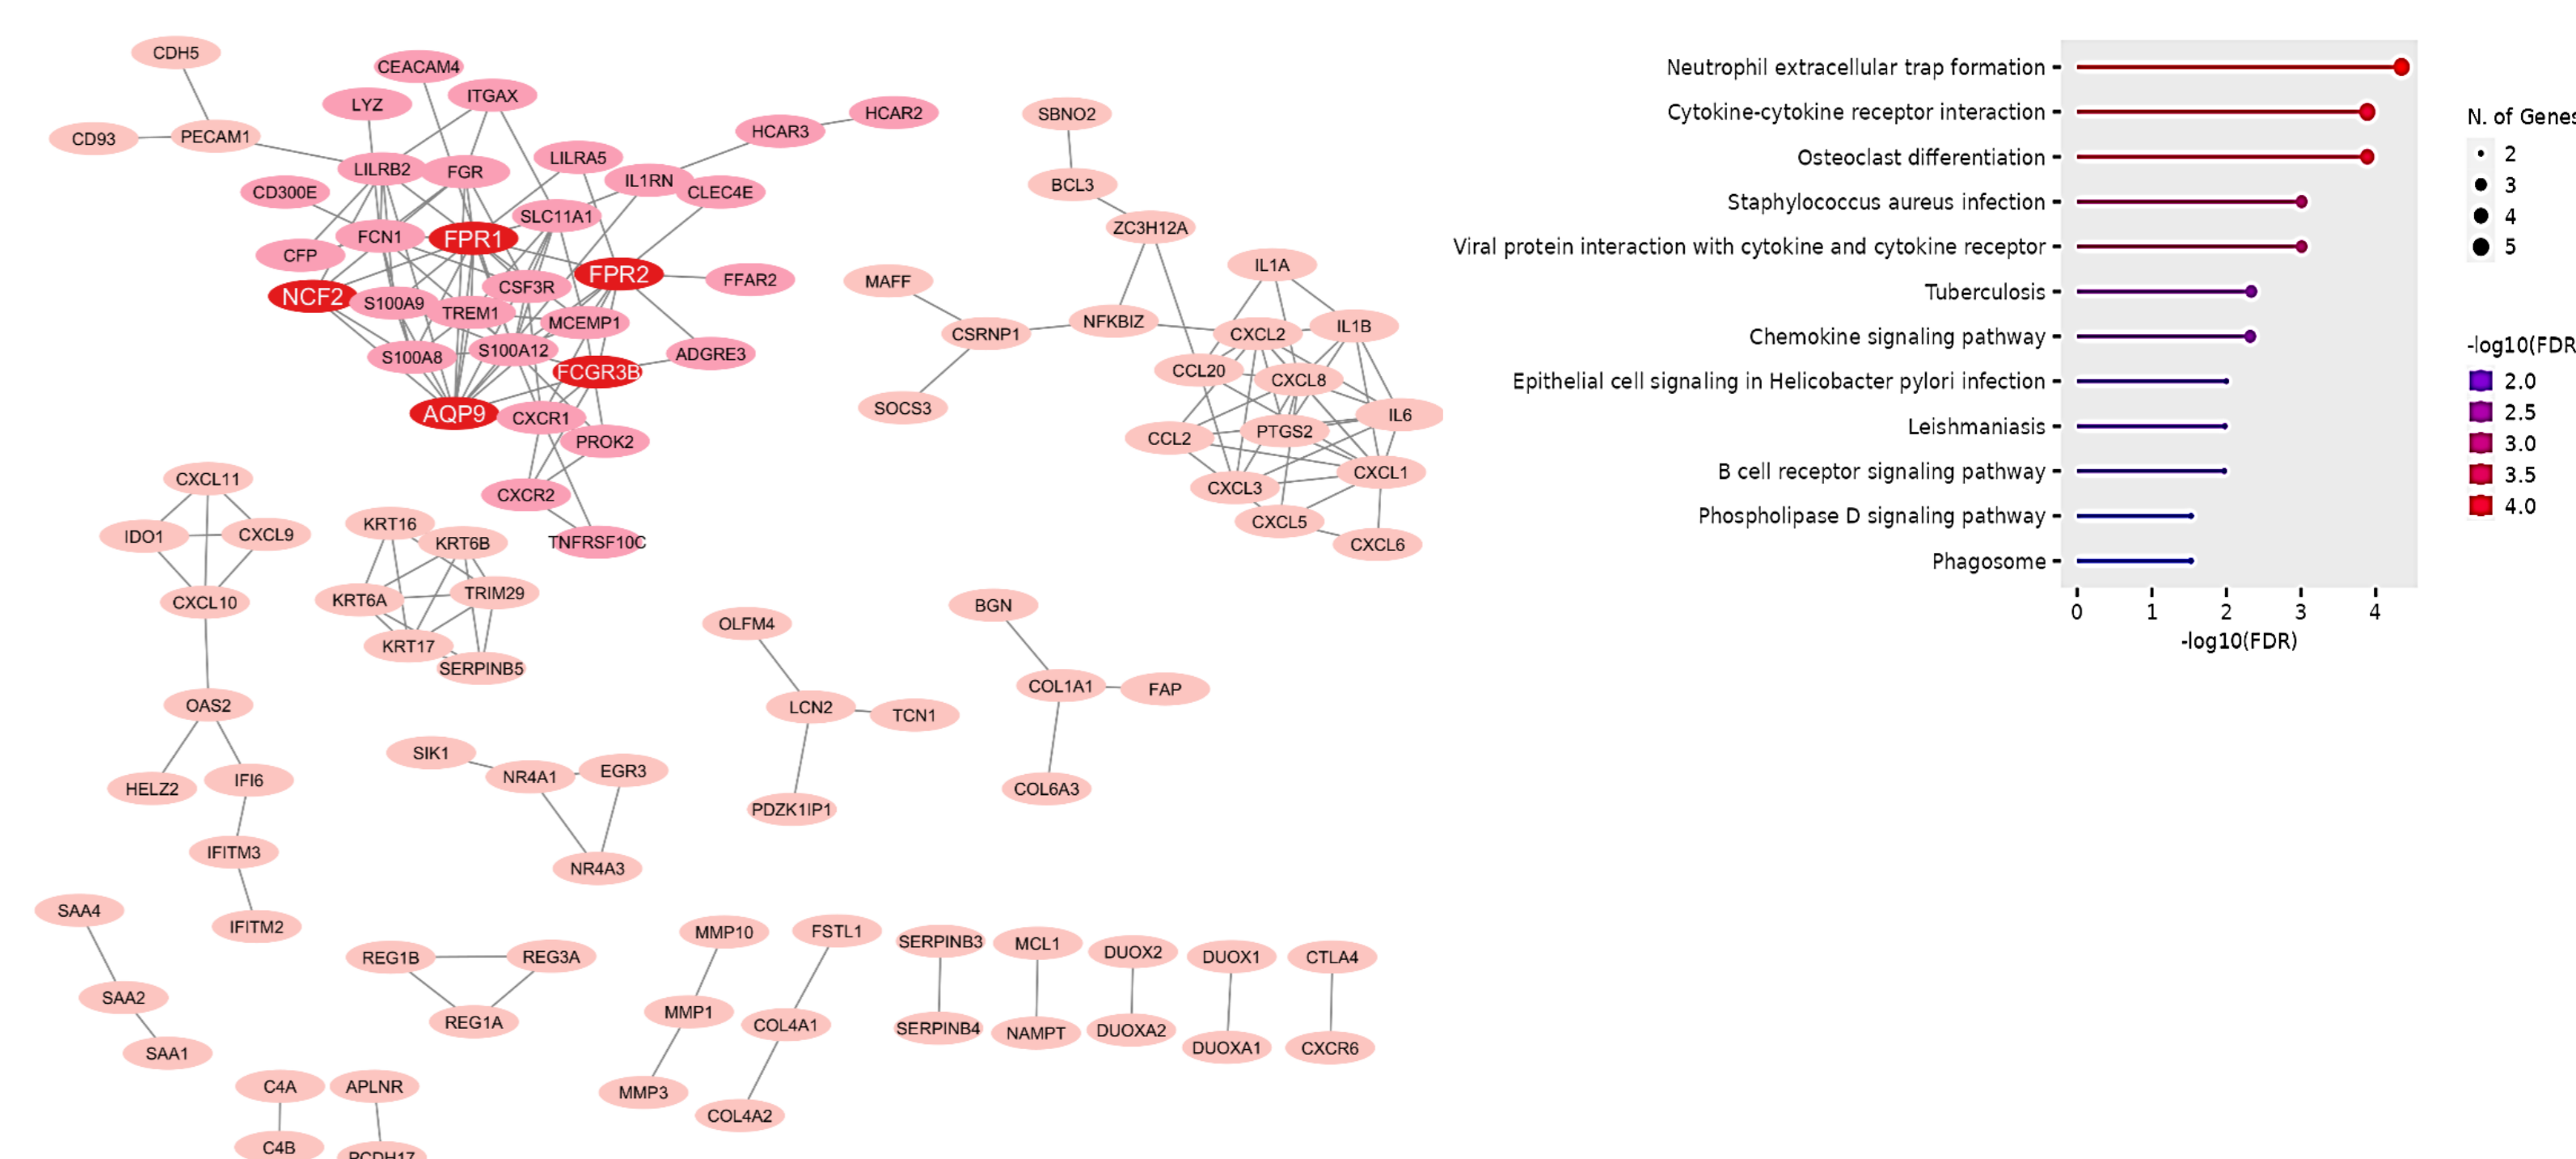 CDH5
CEACAM4
ITGAX
LYZ
HCAR2
HCAR3
CD93
PECAM1
LILRB2
FGR
LILRA5
IL1RN
CLEC4E
CD300E
SLC11A1
FCN1
FPR1
CFP
FPR2
FFAR2
CSF3R
NCF2
S100A9
TREM1
MCEMP1
S100A8
S100A12
ADGRE3
FCGR3B
AQP9
CXCR1
PROK2
CXCR2
TNFRSF10C
SBNO2
BCL3
ZC3H12A
MAFF
IL1A
CSRNP1
NFKBIZ
CXCL2
IL1B
CCL20
CXCL8
SOCS3
IL6
CCL2
PTGS2
CXCL3
CXCL1
CXCL5
CXCL6
CXCL11
IDO1
CXCL9
CXCL10
OAS2
HELZ2
IFI6
IFITM3
IFITM2
KRT16
KRT6B
KRT6A
TRIM29
KRT17
SERPINB5
OLFM4
LCN2
TCN1
PDZK1IP1
BGN
COL1A1
FAP
COL6A3
SIK1
NR4A1
EGR3
NR4A3
SAA4
SAA2
SAA1
REG1B
REG3A
REG1A
MMP10
MMP1
MMP3
FSTL1
COL4A1
COL4A2
SERPINB3
SERPINB4
MCL1
NAMPT
DUOX2
DUOXA2
DUOX1
DUOXA1
CTLA4
CXCR6
C4A
C4B
APLNR
PCDH17
Neutrophil extracellular trap formation
Cytokine-cytokine receptor interaction
Osteoclast differentiation
Staphylococcus aureus infection
Viral protein interaction with cytokine and cytokine receptor
Tuberculosis
Chemokine signaling pathway
Epithelial cell signaling in Helicobacter pylori infection
Leishmaniasis
B cell receptor signaling pathway
Phospholipase D signaling pathway
Phagosome
0 1 2 3 4
-log10(FDR)
N. of Genes
2
3
4
5
-log10(FDR
2.0
2.5
3.0
3.5
4.0